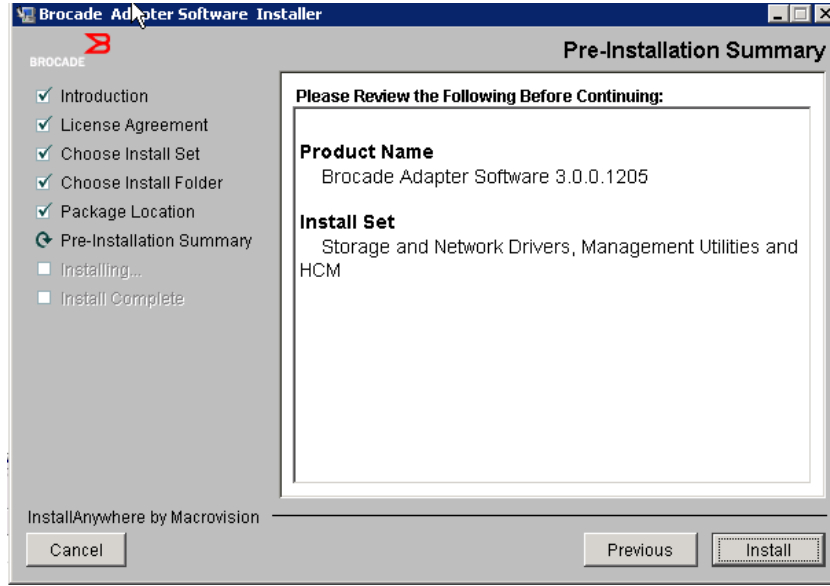 Brocade Adapter Software Installer
BROCADE
Pre-Installation Summary
Introduction
License Agreement
Choose Install Set
Choose Install Folder
Package Location
Pre-Installation Summary
Installing...
Install Complete
Please Review the Following Before Continuing:
Product Name
Brocade Adapter Software 3.0.0.1205
Install Set
Storage and Network Drivers, Management Utilities and
HCM
InstallAnywhere by Macrovision
Cancel
Previous
Install